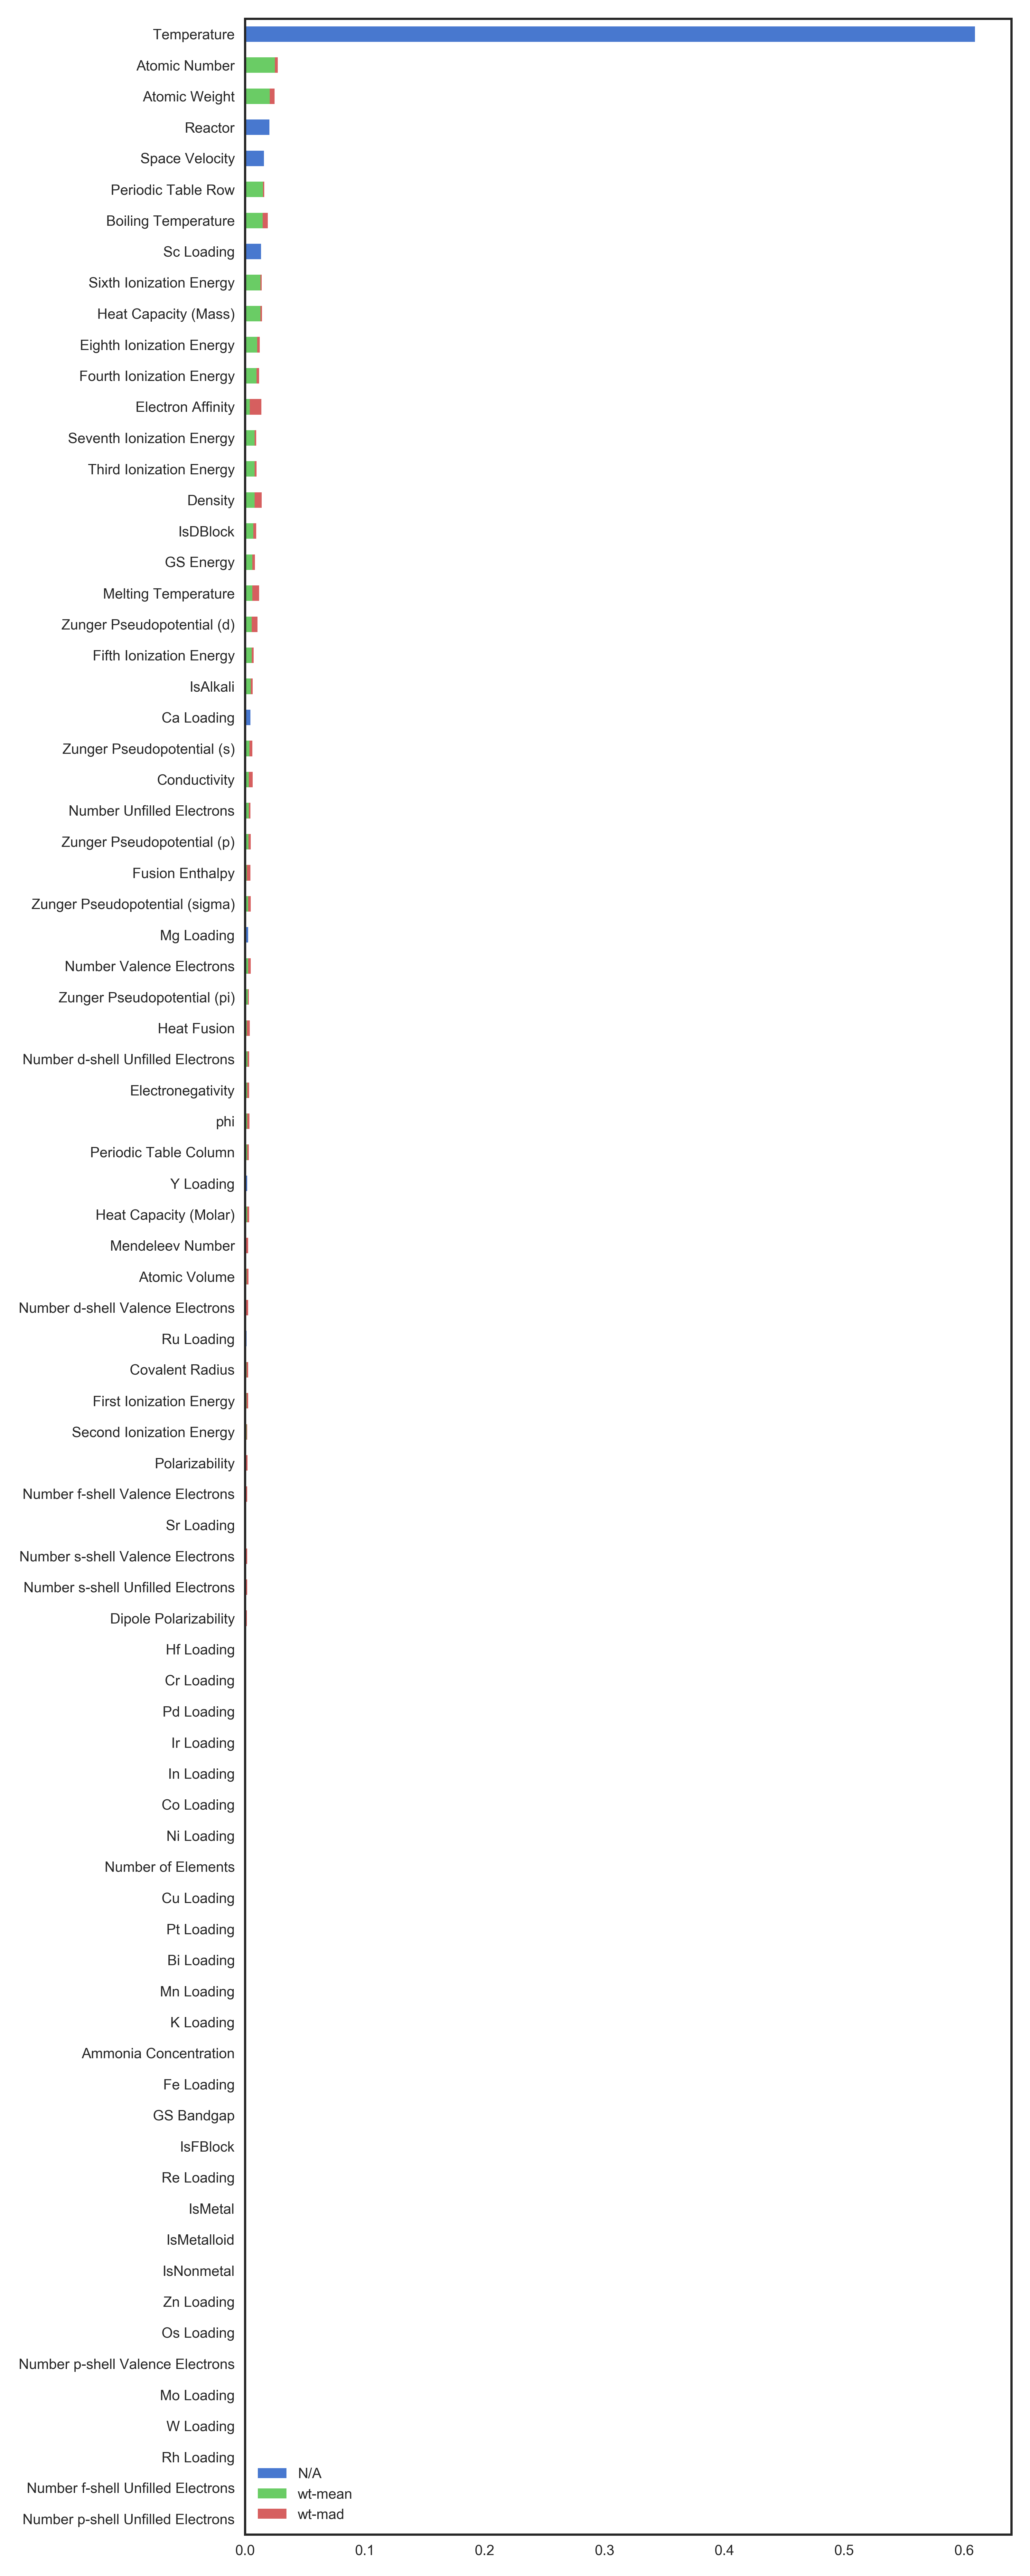 Temperature
Atomic Number
Atomic Weight
Reactor
Space Velocity
Periodic Table Row
Boiling Temperature
Sc Loading
Sixth Ionization Energy
Heat Capacity (Mass)
Eighth Ionization Energy
Fourth Ionization Energy
Electron Affinity
Seventh Ionization Energy
Third Ionization Energy
Density
IsDBlock
GS Energy
Melting Temperature
Zunger Pseudopotential (d)
Fifth Ionization Energy
IsAlkali
Ca Loading
Zunger Pseudopotential (s)
Conductivity
Number Unfilled Electrons
Zunger Pseudopotential (p)
Fusion Enthalpy
Zunger Pseudopotential (sigma)
Mg Loading
Number Valence Electrons
Zunger Pseudopotential (pi)
Heat Fusion
Number d-shell Unfilled Electrons
Electronegativity
phi
Periodic Table Column
Y Loading
Heat Capacity (Molar)
Mendeleev Number
Atomic Volume
Number d-shell Valence Electrons
Ru Loading
Covalent Radius
First Ionization Energy
Second Ionization Energy
Polarizability
Number f-shell Valence Electrons
Sr Loading
Number s-shell Valence Electrons
Number s-shell Unfilled Electrons
Dipole Polarizability
Hf Loading
Cr Loading
Pd Loading
Ir Loading
In Loading
Co Loading
Ni Loading
Number of Elements
Cu Loading
Pt Loading
Bi Loading
Mn Loading
K Loading
Ammonia Concentration
Fe Loading
GS Bandgap
IsFBlock
Re Loading
IsMetal
IsMetalloid
IsNonmetal
Zn Loading
Os Loading
Number p-shell Valence Electrons
Mo Loading
W Loading
Rh Loading
Number f-shell Unfilled Electrons
Number p-shell Unfilled Electrons
N/A
wt-mean
wt-mad
0.0 0.1 0.2 0.3 0.4 0.5 0.6